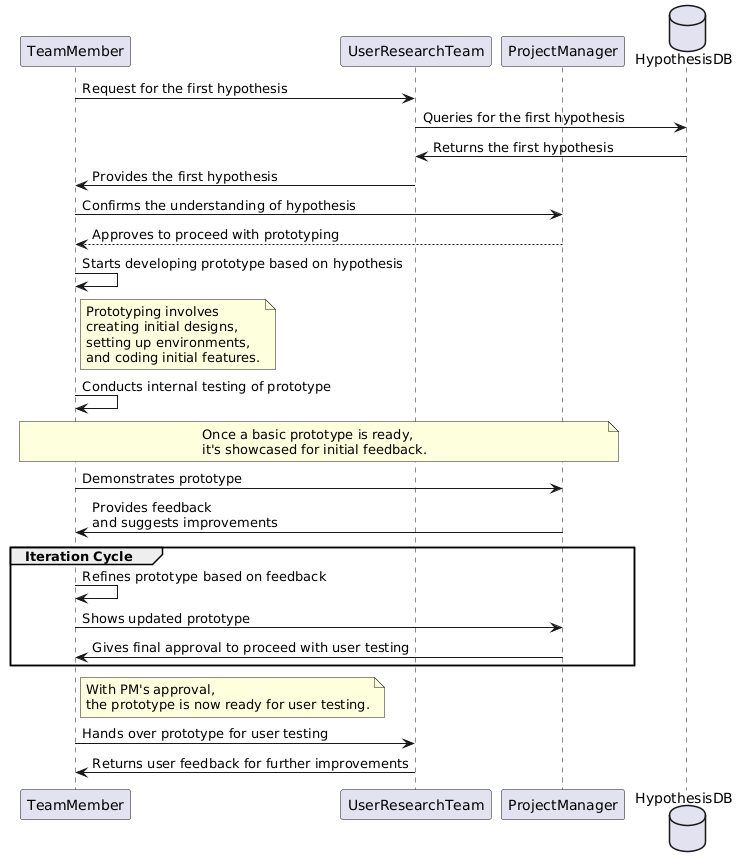 HypothesisDB
TeamMember
UserResearchTeam
ProjectManager
Request for the first hypothesis
Queries for the first hypothesis
Returns the first hypothesis
Provides the first hypothesis
Confirms the understanding of hypothesis
Approves to proceed with prototyping
Starts developing prototype based on hypothesis
Prototyping involves
creating initial designs,
setting up environments,
and coding initial features.
Conducts internal testing of prototype
Once a basic prototype is ready,
it's showcased for initial feedback.
Demonstrates prototype
Provides feedback
and suggests improvements
Iteration Cycle
Refines prototype based on feedback
Shows updated prototype
Gives final approval to proceed with user testing
With PM's approval,
the prototype is now ready for user testing.
Hands over prototype for user testing
Returns user feedback for further improvements
TeamMember
UserResearchTeam
ProjectManager
HypothesisDB